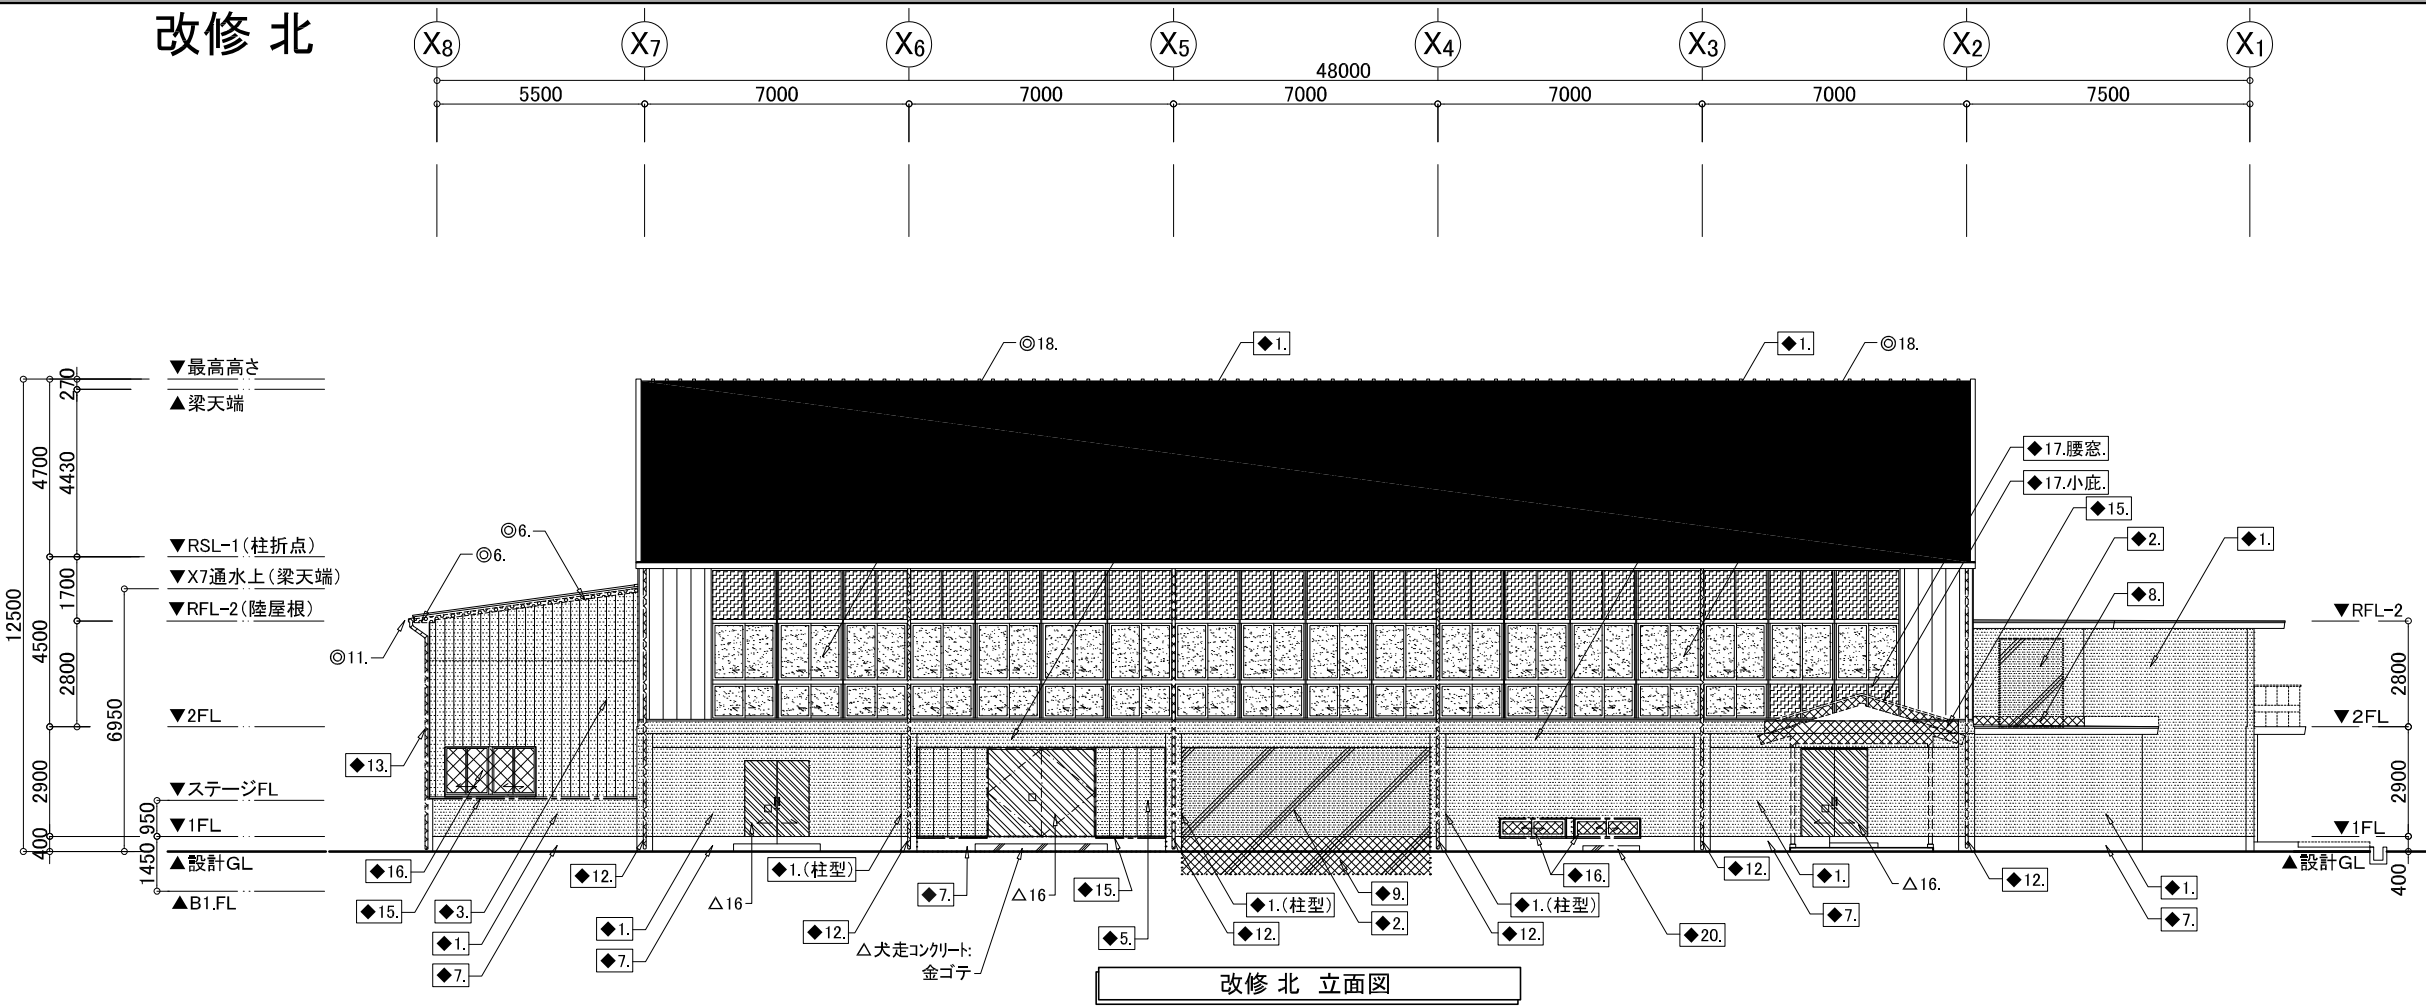 改修 北
X8 X7 X6 X5 X4 X3 X2 X1
48000
5500 7000 7000 7000 7000 7000 7500
◎18. ◆1. ◆1. ◎18.
▼最高高さ
270
▲梁天端
4700
4430
◆17.腰窓.
◆17.小庇.
◆15.
◎6.
◆2. ◆1.
▼RSL-1(柱折点)
◎6.
▼X7通水上(梁天端)
1700
◆8.
▼RFL-2(陸屋根)
▼RFL-2
12500
4500
◎11.
2800
2800
6950
▼2FL
▼2FL
◆13.
2900
2900
▼ステージFL
950
▼1FL
▼1FL
400
▲設計GL
▲設計GL
400
1450
▲B1.FL
◆16. ◆12. ◆1.(柱型) ◆16. ◆12. ◆1. △16. ◆12. ◆1.
◆15. ◆3. △16 ◆7. △16 ◆15. ◆1.(柱型) ◆9. ◆1.(柱型) ◆7. ◆7.
◆1. ◆1. ◆12. ◆5. ◆12. ◆2. ◆12. ◆20.
◆7. ◆7.
△犬走コンクリート:
金ゴテ
改修 北 立面図